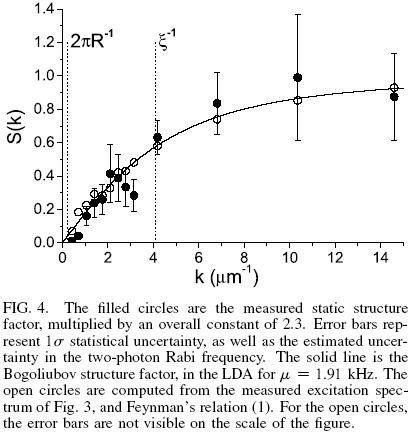 1.4
1.2
1.0
0.8
0.6
0.4
0.2
0.0
S(k)
2πR⁻¹
ξ⁻¹
0 2 4 6 8 10 12 14
k (μm⁻¹)
FIG. 4. The filled circles are the measured static structure
factor, multiplied by an overall constant of 2.3. Error bars rep-
resent 1σ statistical uncertainty, as well as the estimated uncer-
tainty in the two-photon Rabi frequency. The solid line is the
Bogoliubov structure factor, in the LDA for μ = 1.91 kHz. The
open circles are computed from the measured excitation spec-
trum of Fig. 3, and Feynman's relation (1). For the open circles,
the error bars are not visible on the scale of the figure.